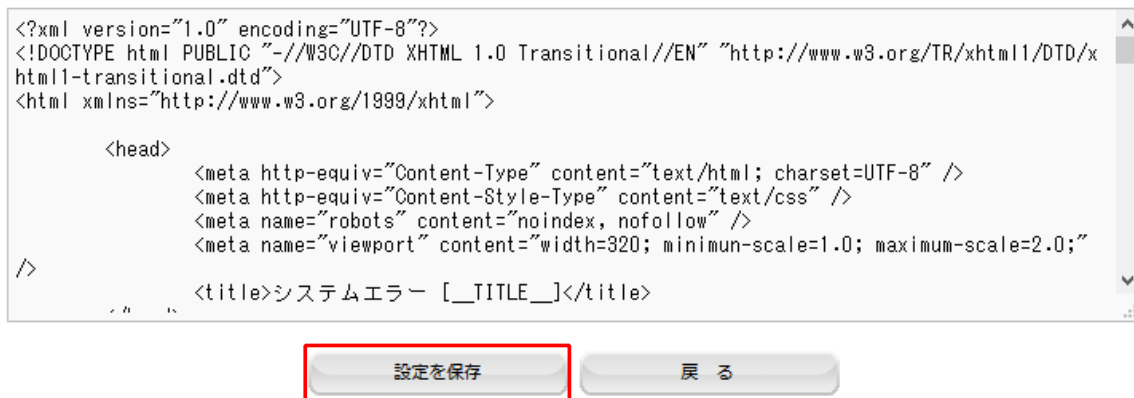 <?xml version="1.0" encoding="UTF-8"?>
<!DOCTYPE html PUBLIC "-//W3C//DTD XHTML 1.0 Transitional//EN" "http://www.w3.org/TR/xhtml1/DTD/x
html1-transitional.dtd">
<html xmlns="http://www.w3.org/1999/xhtml">
<head>
<meta http-equiv="Content-Type" content="text/html; charset=UTF-8" />
<meta http-equiv="Content-Style-Type" content="text/css" />
<meta name="robots" content="noindex, nofollow" />
<meta name="viewport" content="width=320; minimun-scale=1.0; maximum-scale=2.0;"
/>
<title>システムエラー [__TITLE__]</title>
設定を保存
戻 る